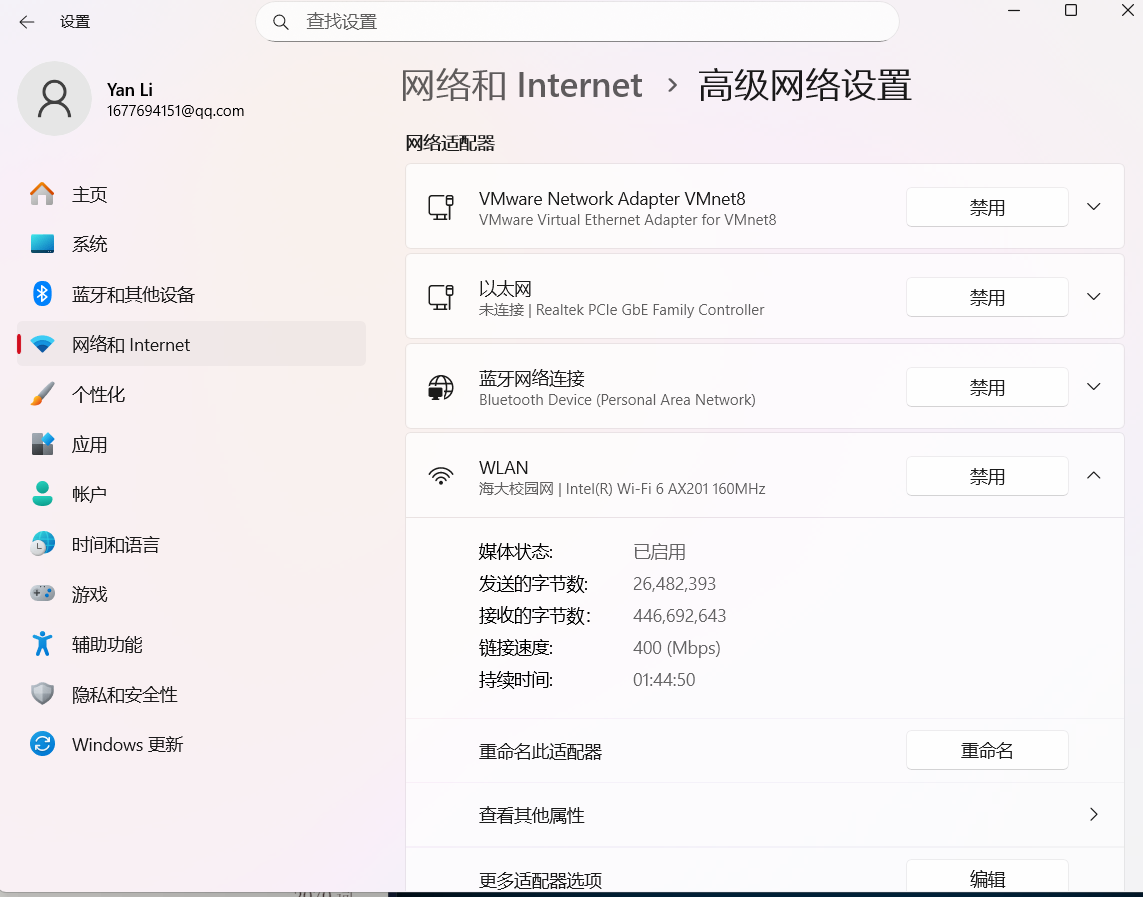 设置
查找设置
Yan Li
1677694151@qq.com
主页
系统
蓝牙和其他设备
网络和 Internet
个性化
应用
帐户
时间和语言
游戏
辅助功能
隐私和安全性
Windows 更新
网络和 Internet › 高级网络设置
网络适配器
VMware Network Adapter VMnet8
VMware Virtual Ethernet Adapter for VMnet8
禁用
以太网
未连接 | Realtek PCIe GbE Family Controller
禁用
蓝牙网络连接
Bluetooth Device (Personal Area Network)
禁用
WLAN
海大校园网 | Intel(R) Wi-Fi 6 AX201 160MHz
禁用
媒体状态: 已启用
发送的字节数: 26,482,393
接收的字节数: 446,692,643
链接速度: 400 (Mbps)
持续时间: 01:44:50
重命名此适配器
重命名
查看其他属性
更多适配器选项
编辑